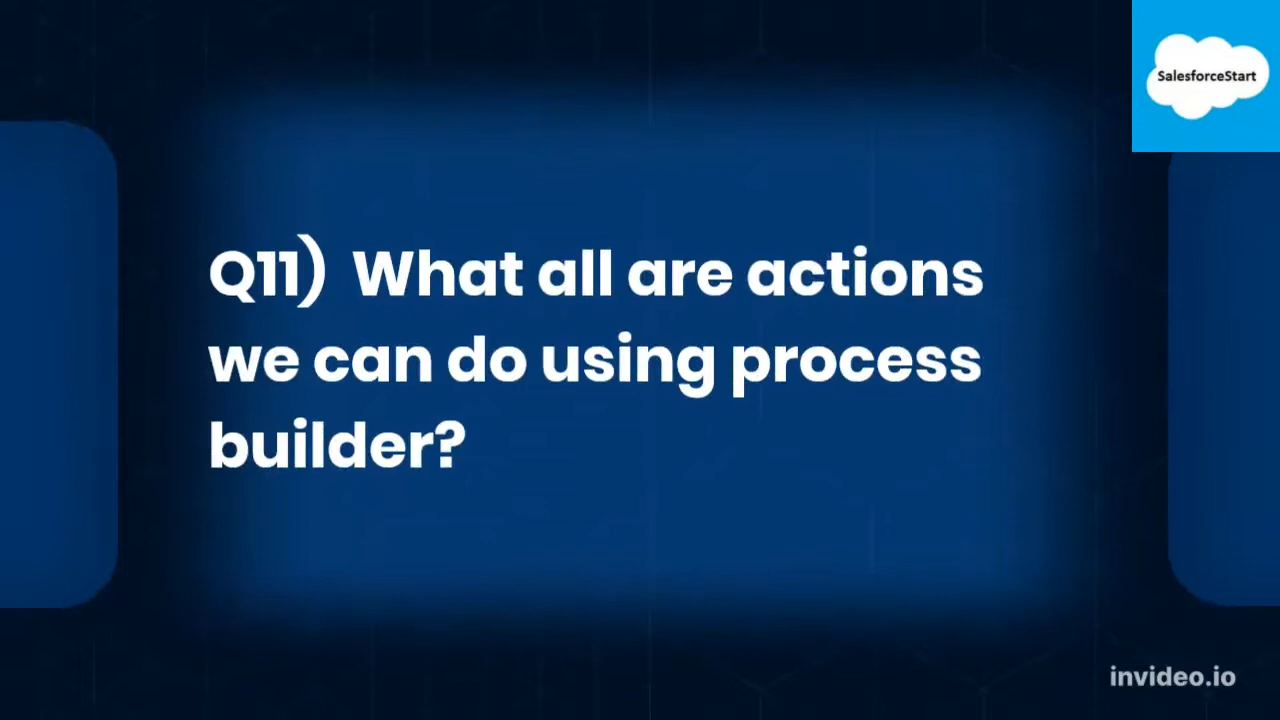 SalesforceStart
Q11) What all are actions
we can do using process
builder?
invideo.io